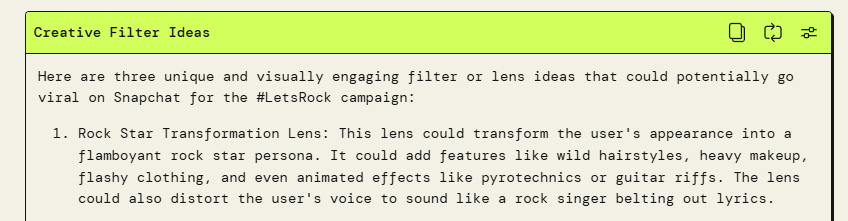 Creative Filter Ideas
Here are three unique and visually engaging filter or lens ideas that could potentially go
viral on Snapchat for the #LetsRock campaign:
1. Rock Star Transformation Lens: This lens could transform the user's appearance into a
flamboyant rock star persona. It could add features like wild hairstyles, heavy makeup,
flashy clothing, and even animated effects like pyrotechnics or guitar riffs. The lens
could also distort the user's voice to sound like a rock singer belting out lyrics.